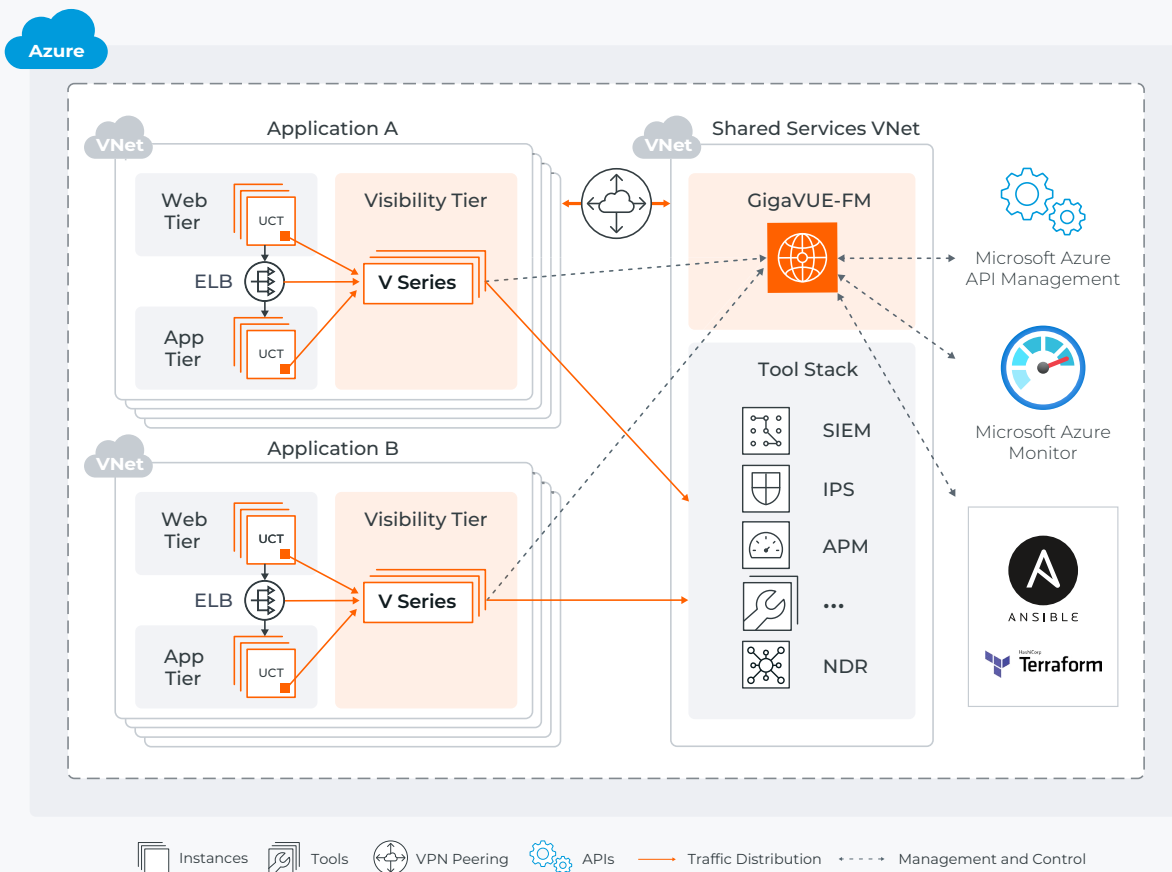 Azure
VNet
Application A
Web
Tier
UCT
ELB
App
Tier
UCT
Visibility Tier
V Series
VNet
Application B
Web
Tier
UCT
ELB
App
Tier
UCT
Visibility Tier
V Series
VNet
Shared Services VNet
GigaVUE-FM
Tool Stack
SIEM
IPS
APM
...
NDR
Microsoft Azure
API Management
Microsoft Azure
Monitor
ANSIBLE
HashiCorp
Terraform
Instances
Tools
VPN Peering
APIs
Traffic Distribution
Management and Control